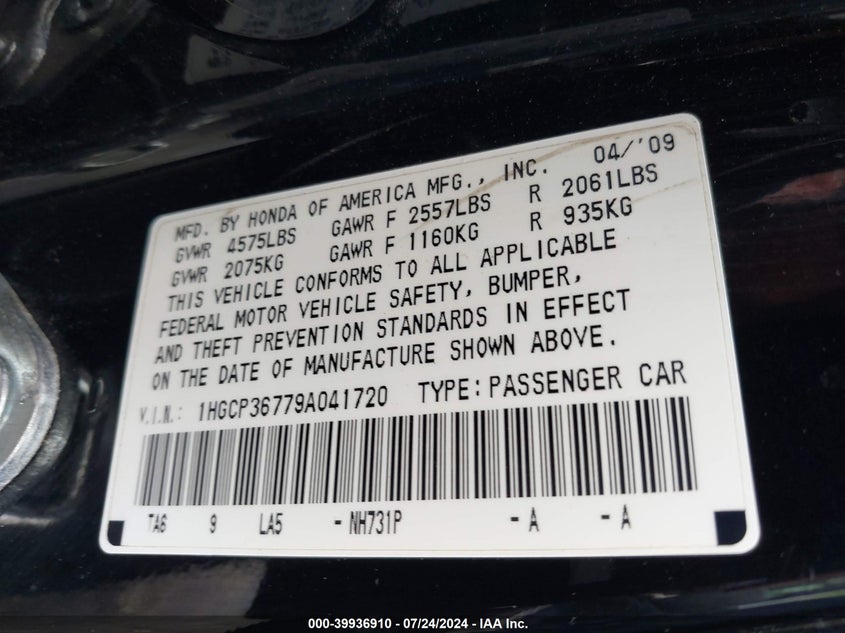 MFD. BY HONDA OF AMERICA MFG., INC. 04/'09
GVWR 4575LBS GAWR F 2557LBS R 2061LBS
GVWR 2075KG GAWR F 1160KG R 935KG
THIS VEHICLE CONFORMS TO ALL APPLICABLE
FEDERAL MOTOR VEHICLE SAFETY, BUMPER,
AND THEFT PREVENTION STANDARDS IN EFFECT
ON THE DATE OF MANUFACTURE SHOWN ABOVE.
V.I.N.: 1HGCP36779A041720 TYPE: PASSENGER CAR
TA6 9 LA5 - NH731P - A - A
000-39936910 / 07/24/2024 - © IAA Inc.